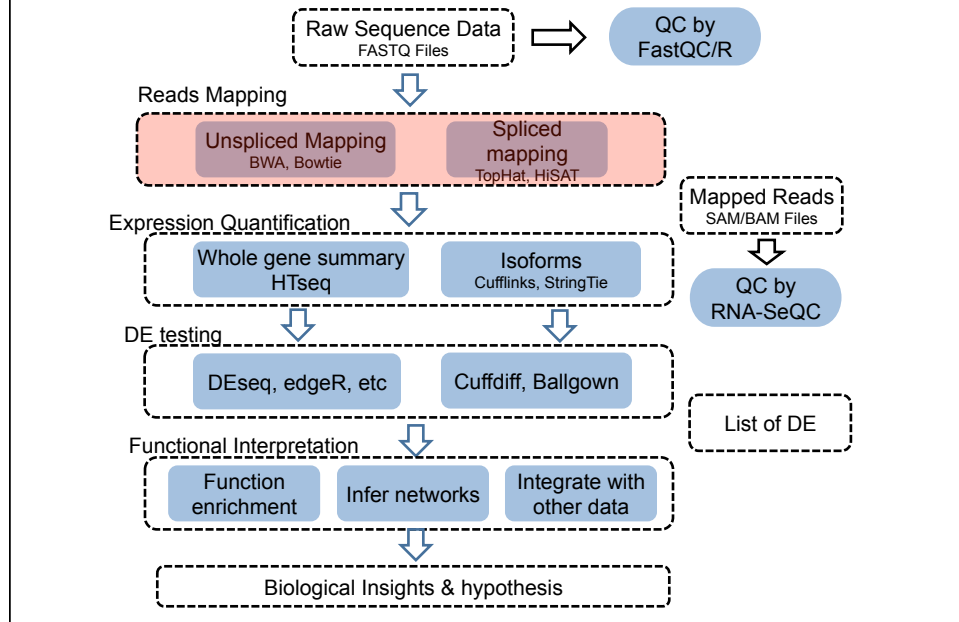 Raw Sequence Data
FASTQ Files
QC by
FastQC/R
Reads Mapping
Unspliced Mapping
BWA, Bowtie
Spliced
mapping
TopHat, HiSAT
Mapped Reads
SAM/BAM Files
QC by
RNA-SeQC
Expression Quantification
Whole gene summary
HTseq
Isoforms
Cufflinks, StringTie
DE testing
DEseq, edgeR, etc
Cuffdiff, Ballgown
List of DE
Functional Interpretation
Function
enrichment
Infer networks
Integrate with
other data
Biological Insights & hypothesis